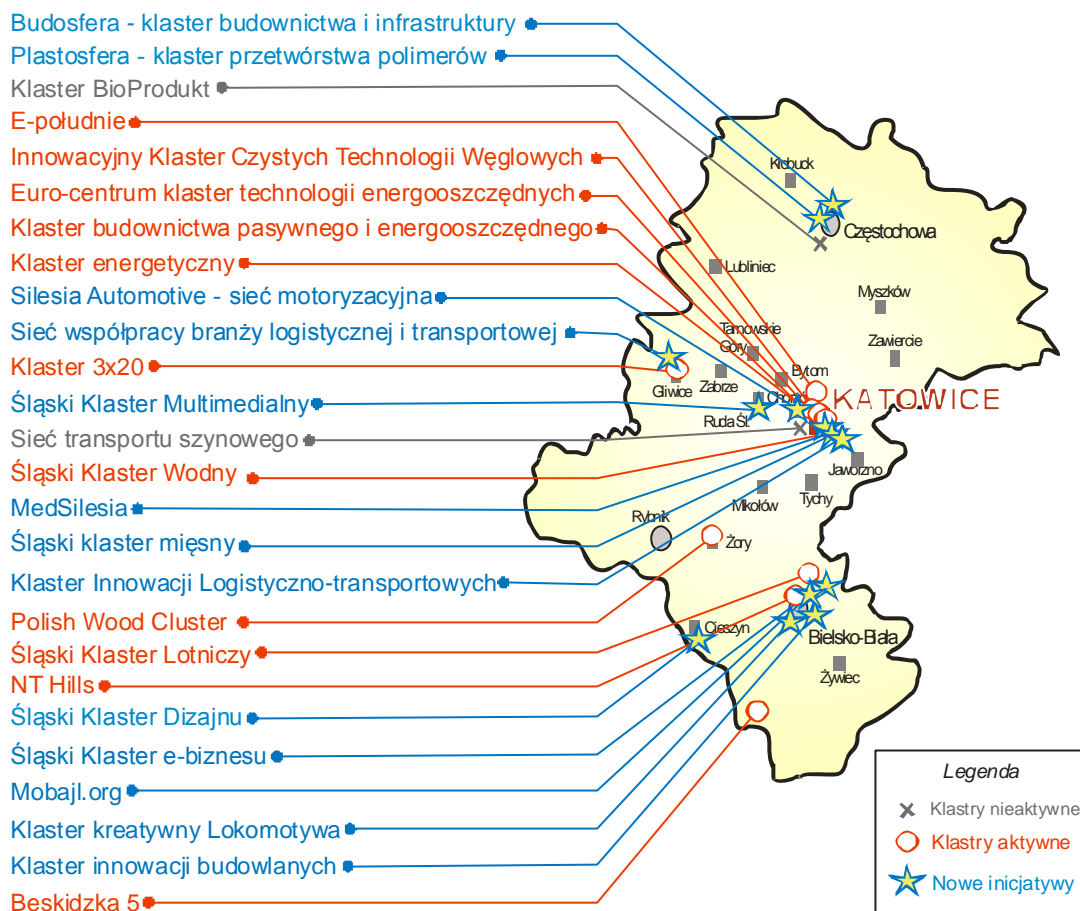 Budosfera - klaster budownictwa i infrastruktury
Plastosfera - klaster przetwórstwa polimerów
Klaster BioProdukt
E-południe
Innowacyjny Klaster Czystych Technologii Węglowych
Euro-centrum klaster technologii energooszczędnych
Klaster budownictwa pasywnego i energooszczędnego
Klaster energetyczny
Silesia Automotive - sieć motoryzacyjna
Sieć współpracy branży logistycznej i transportowej
Klaster 3x20
Śląski Klaster Multimedialny
Sieć transportu szynowego
Śląski Klaster Wodny
MedSilesia
Śląski klaster mięsny
Klaster Innowacji Logistyczno-transportowych
Polish Wood Cluster
Śląski Klaster Lotniczy
NT Hills
Śląski Klaster Dizajnu
Śląski Klaster e-biznesu
Mobajl.org
Klaster kreatywny Lokomotywa
Klaster innowacji budowlanych
Beskidzka 5
Kłobuck
Częstochowa
Lubliniec
Myszków
Tarnowskie
Góry
Zawiercie
Bytom
Zabrze
Gliwice
KATOWICE
Ruda Śl.
Jaworzno
Tychy
Mikołów
Rybnik
Żory
Cieszyn
Bielsko-Biała
Żywiec
Legenda
Klastry nieaktywne
Klastry aktywne
Nowe inicjatywy